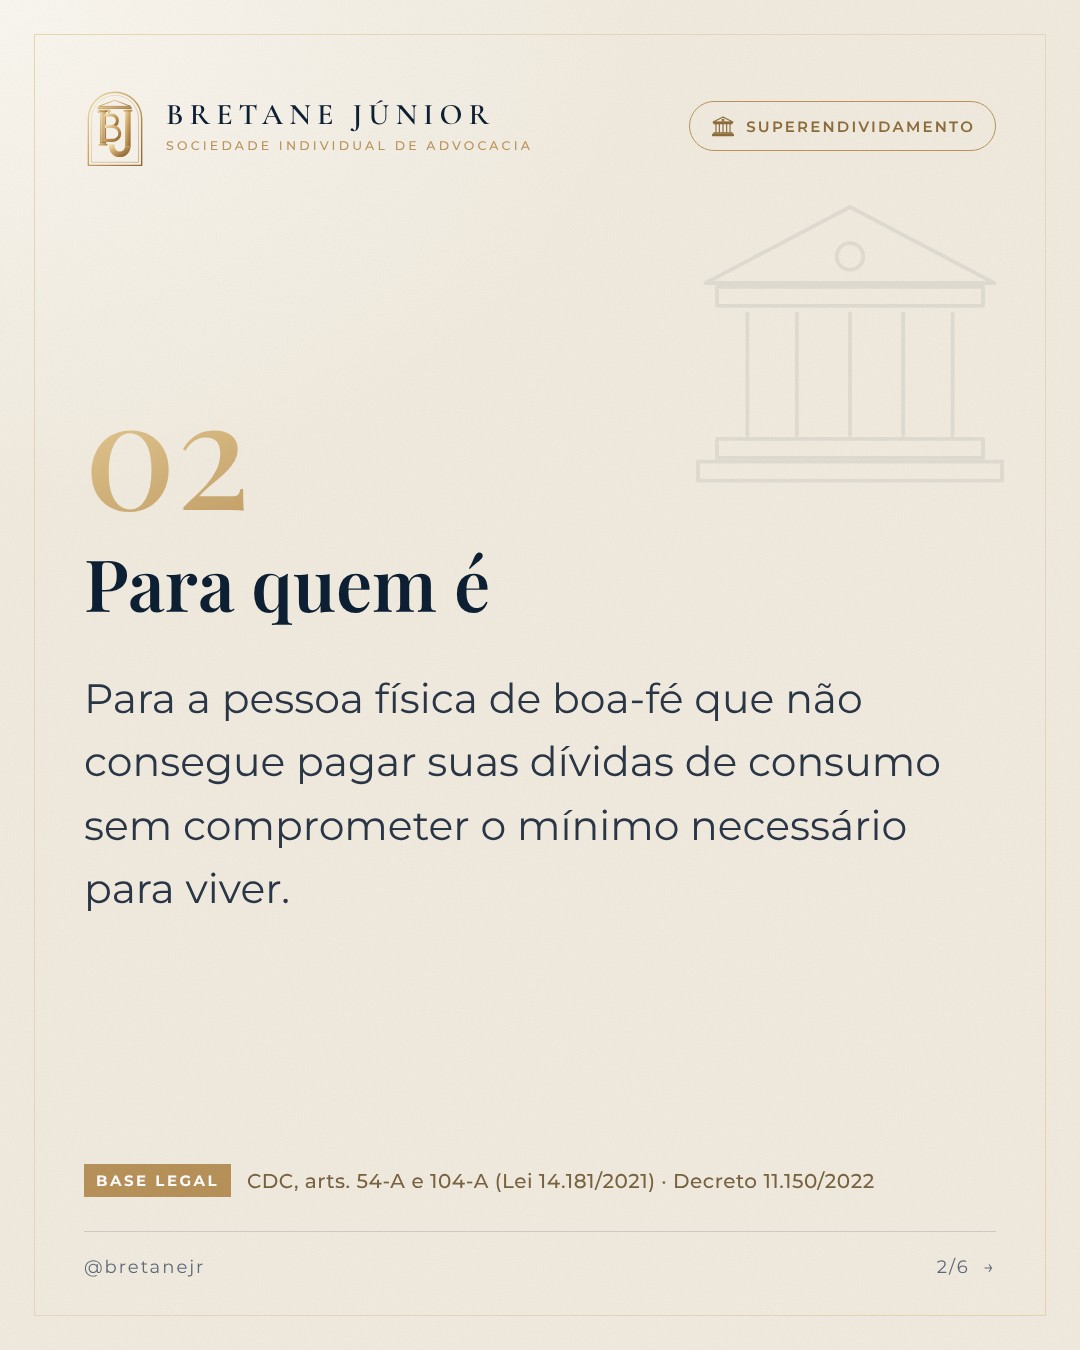 BJ
BRETANE JÚNIOR
SOCIEDADE INDIVIDUAL DE ADVOCACIA
SUPERENDIVIDAMENTO
02
Para quem é
Para a pessoa física de boa-fé que não
consegue pagar suas dívidas de consumo
sem comprometer o mínimo necessário
para viver.
BASE LEGAL CDC, arts. 54-A e 104-A (Lei 14.181/2021) · Decreto 11.150/2022
@bretanejr
2/6 →